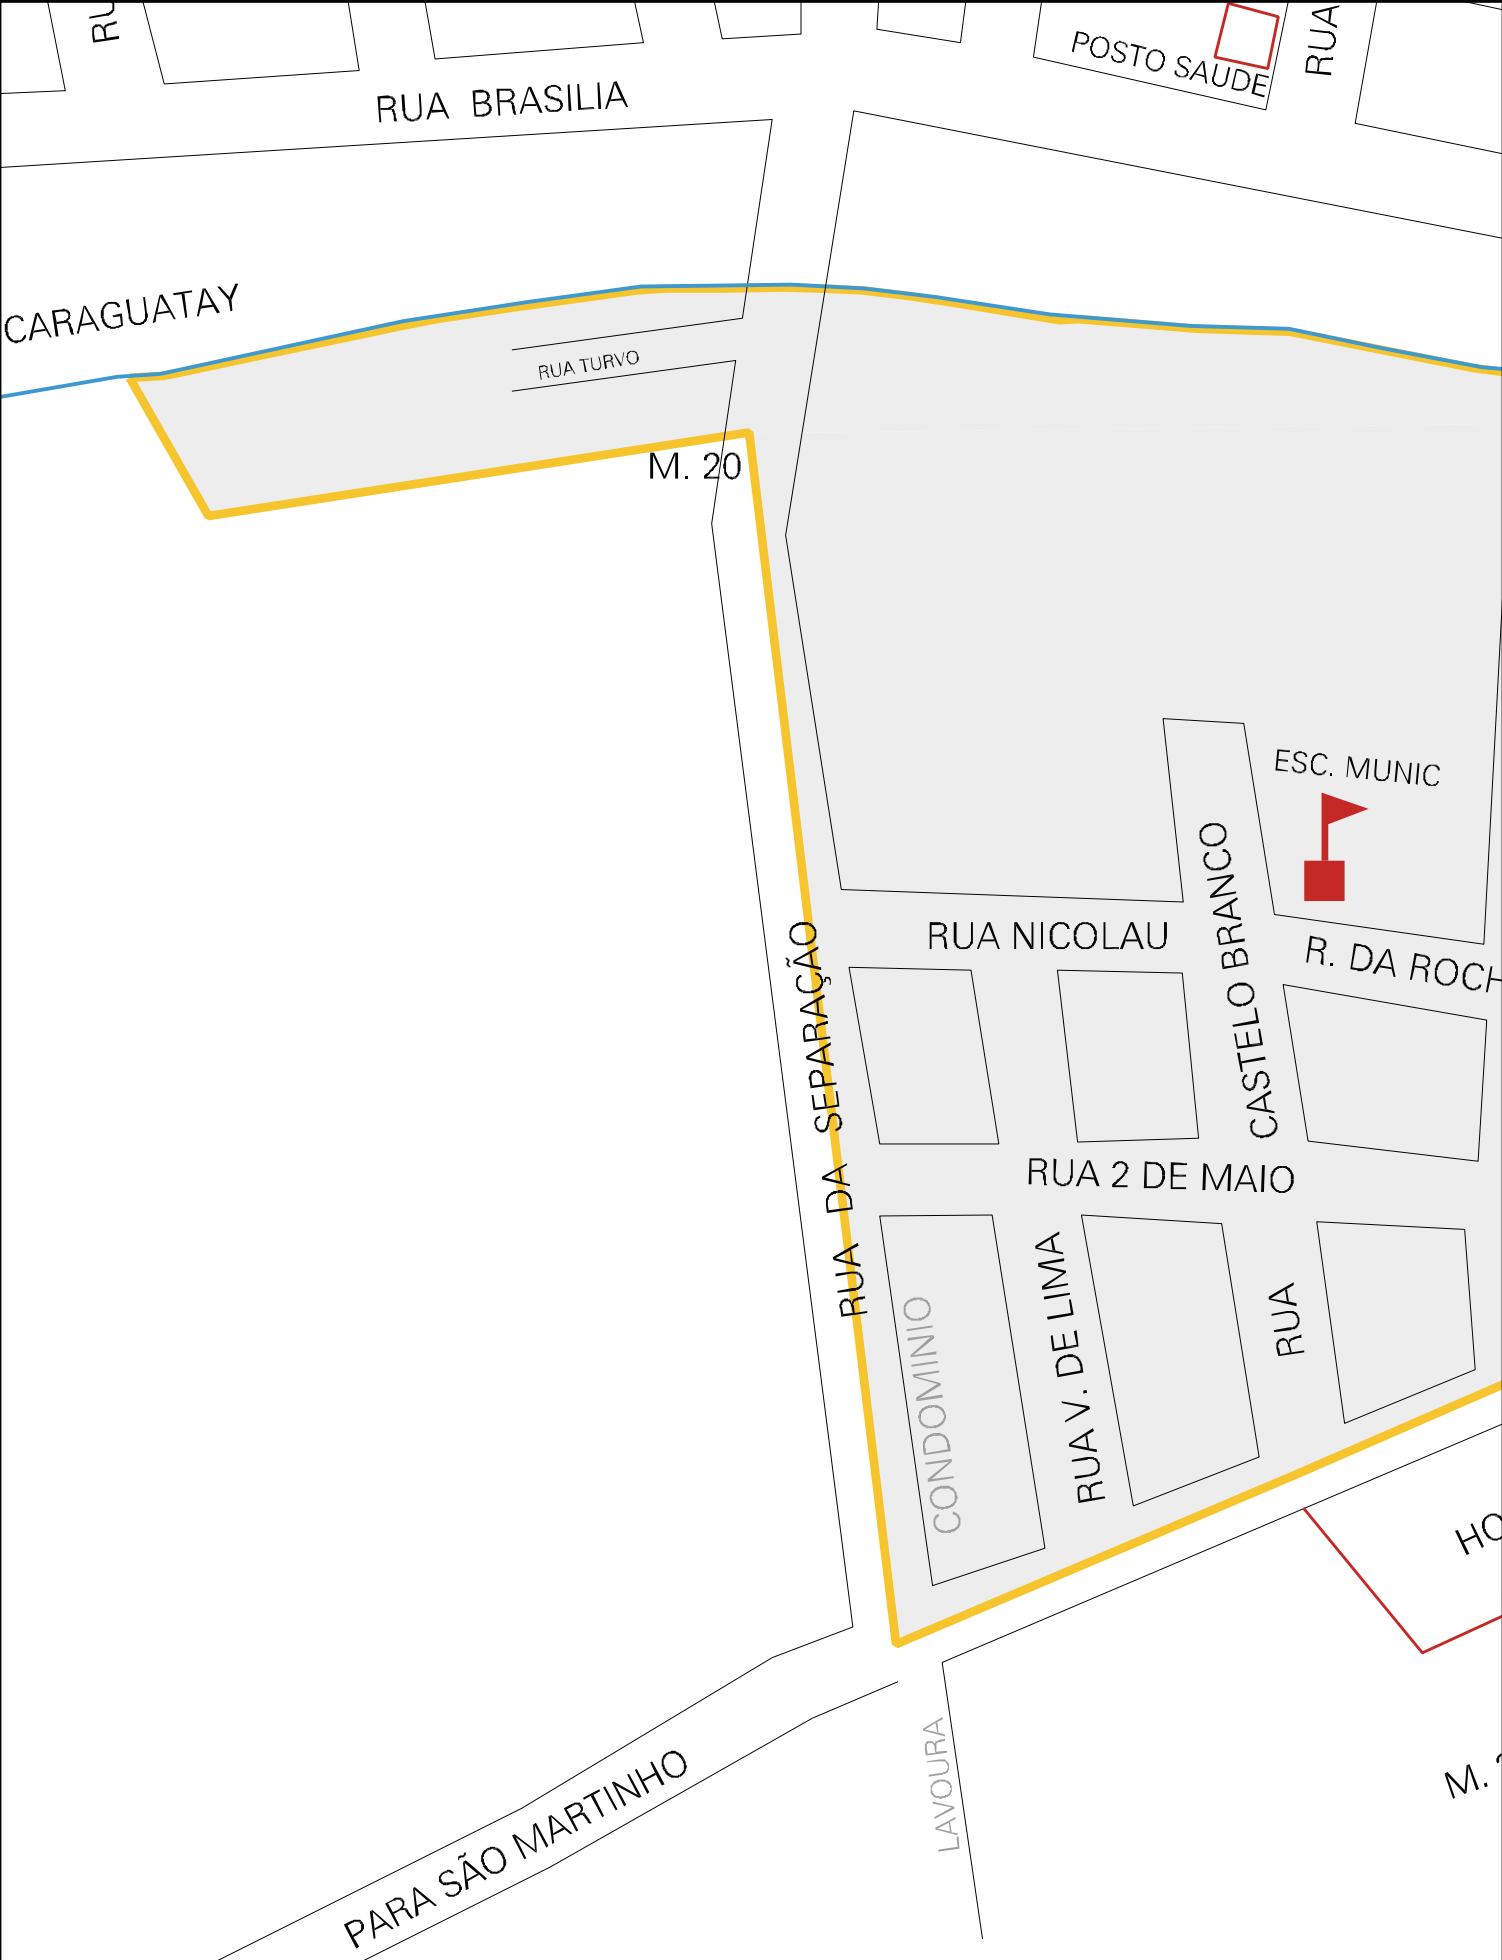 RU
POSTO SAUDE
RUA
RUA BRASILIA
CARAGUATAY
RUA TURVO
M. 20
ESC. MUNIC
CASTELO BRANCO
RUA NICOLAU
R. DA ROCH
RUA DA SEPARAÇÃO
RUA 2 DE MAIO
RUA V. DE LIMA
RUA
CONDOMINIO
HO
LAVOURA
M.
PARA SÃO MARTINHO